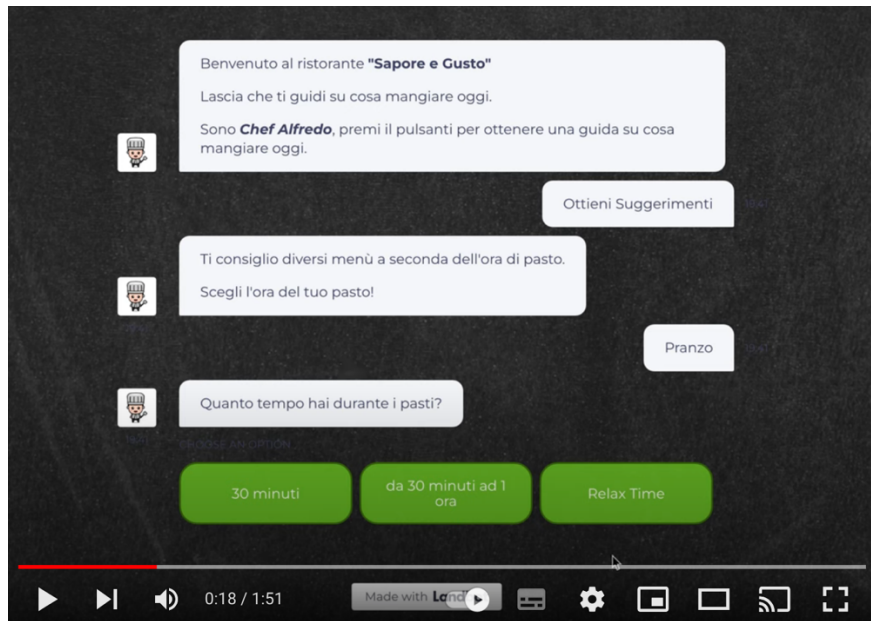 Benvenuto al ristorante "Sapore e Gusto"
Lascia che ti guidi su cosa mangiare oggi.
Sono Chef Alfredo, premi il pulsanti per ottenere una guida su cosa
mangiare oggi.
Ottieni Suggerimenti
Ti consiglio diversi menù a seconda dell'ora di pasto.
Scegli l'ora del tuo pasto!
Pranzo
Quanto tempo hai durante i pasti?
CHOOSE AN OPTION
30 minuti
da 30 minuti ad 1
ora
Relax Time
0:18 / 1:51
Made with